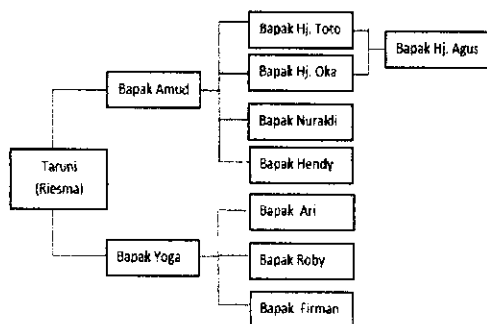 Bapak Hj. Toto
Bapak Hj. Agus
Bapak Hj. Oka
Bapak Amud
Bapak Nuraldi
Taruni
(Riesma)
Bapak Hendy
Bapak Ari
Bapak Yoga
Bapak Roby
Bapak Firman